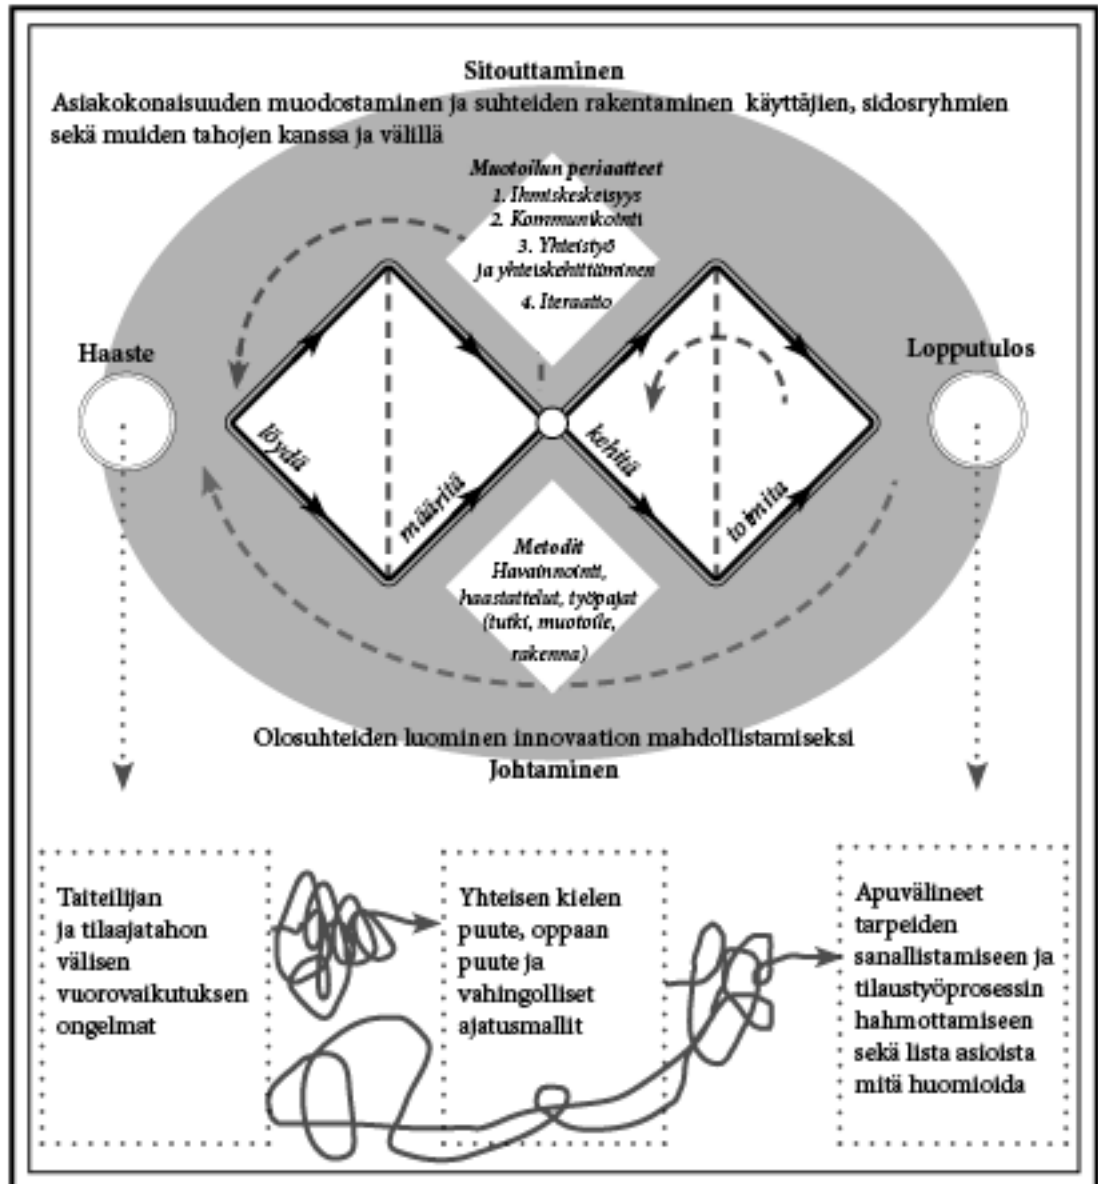 Sitouttaminen
Asiakokonaisuuden muodostaminen ja suhteiden rakentaminen käyttäjien, sidosryhmien
sekä muiden tahojen kanssa ja välillä
Muotoilun periaatteet
1. Ihmiskeskeisyys
2. Kommunikointi
3. Yhteistyö
ja yhteiskehittäminen
4. Iteraatio
Haaste
Lopputulos
löydä
määritä
kehitä
toimita
Metodit
Havainnointi,
haastattelut, työpajat
(tutki, muotoile,
rakenna)
Olosuhteiden luominen innovaation mahdollistamiseksi
Johtaminen
Taiteilijan
ja tilaajatahon
välisen
vuorovaikutuksen
ongelmat
Yhteisen kielen
puute, oppaan
puute ja
vahingolliset
ajatusmallit
Apuvälineet
tarpeiden
sanallistamiseen ja
tilaustyöprosessin
hahmottamiseen
sekä lista asioista
mitä huomioida